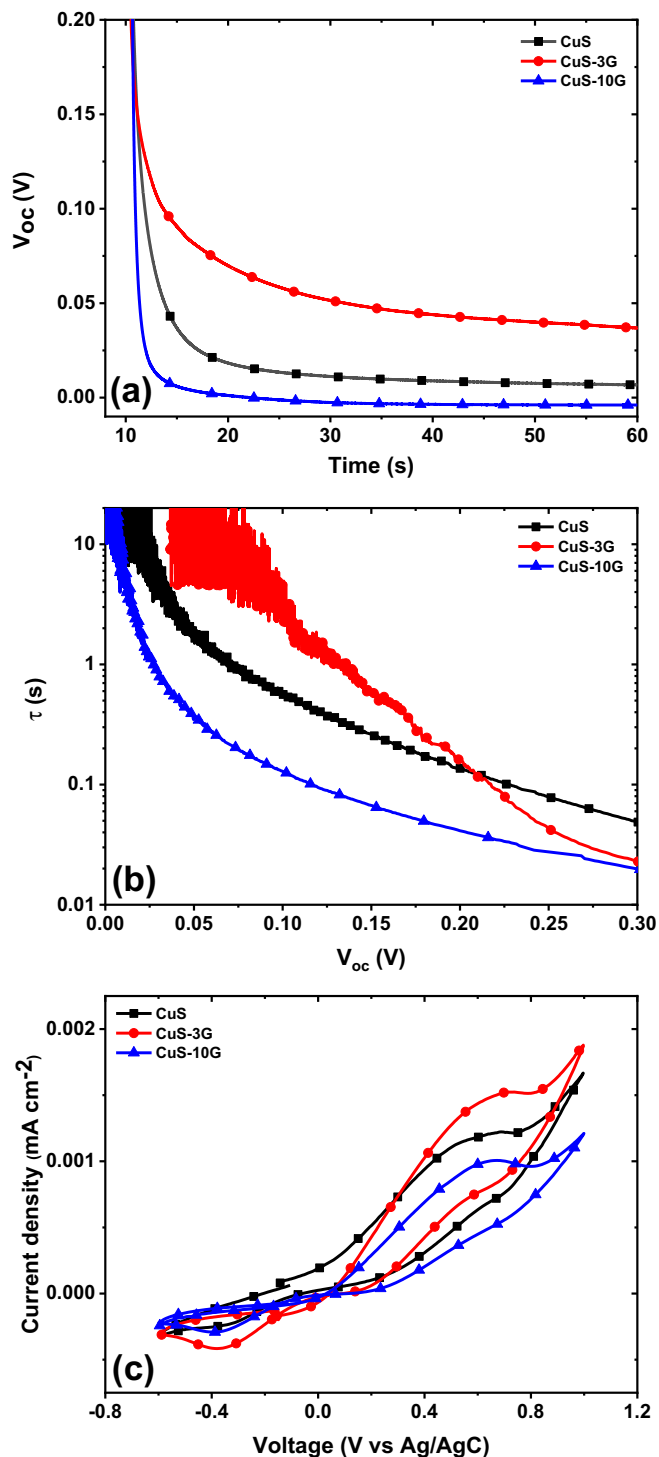 0.20
0.15
0.10
0.05
0.00
V_oc (V)
CuS
CuS-3G
CuS-10G
(a)
10 20 30 40 50 60
Time (s)
10
1
0.1
0.01
τ (s)
CuS
CuS-3G
CuS-10G
(b)
0.00 0.05 0.10 0.15 0.20 0.25 0.30
V_oc (V)
0.002
0.001
0.000
Current density (mA cm⁻²)
CuS
CuS-3G
CuS-10G
(c)
-0.8 -0.4 0.0 0.4 0.8 1.2
Voltage (V vs Ag/AgC)